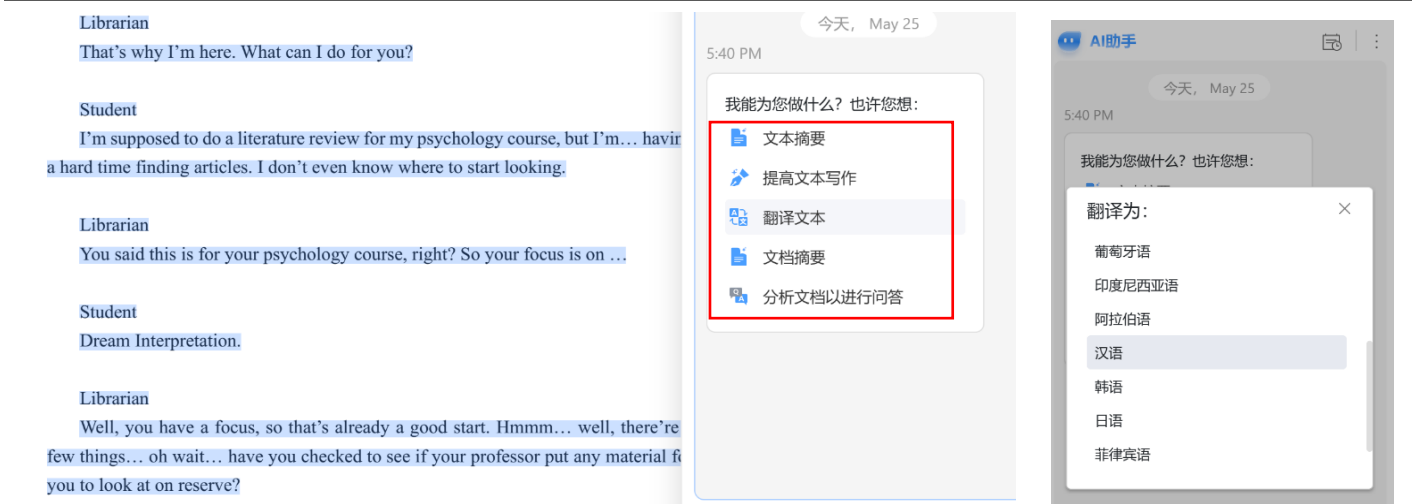 Librarian
That’s why I’m here. What can I do for you?
Student
I’m supposed to do a literature review for my psychology course, but I’m… havin
a hard time finding articles. I don’t even know where to start looking.
Librarian
You said this is for your psychology course, right? So your focus is on …
Student
Dream Interpretation.
Librarian
Well, you have a focus, so that’s already a good start. Hmmm… well, there’re
few things… oh wait… have you checked to see if your professor put any material fo
you to look at on reserve?
今天， May 25
5:40 PM
我能为您做什么？也许您想：
文本摘要
提高文本写作
翻译文本
文档摘要
分析文档以进行问答
AI助手
今天， May 25
5:40 PM
我能为您做什么？也许您想：
翻译为：
葡萄牙语
印度尼西亚语
阿拉伯语
汉语
韩语
日语
菲律宾语